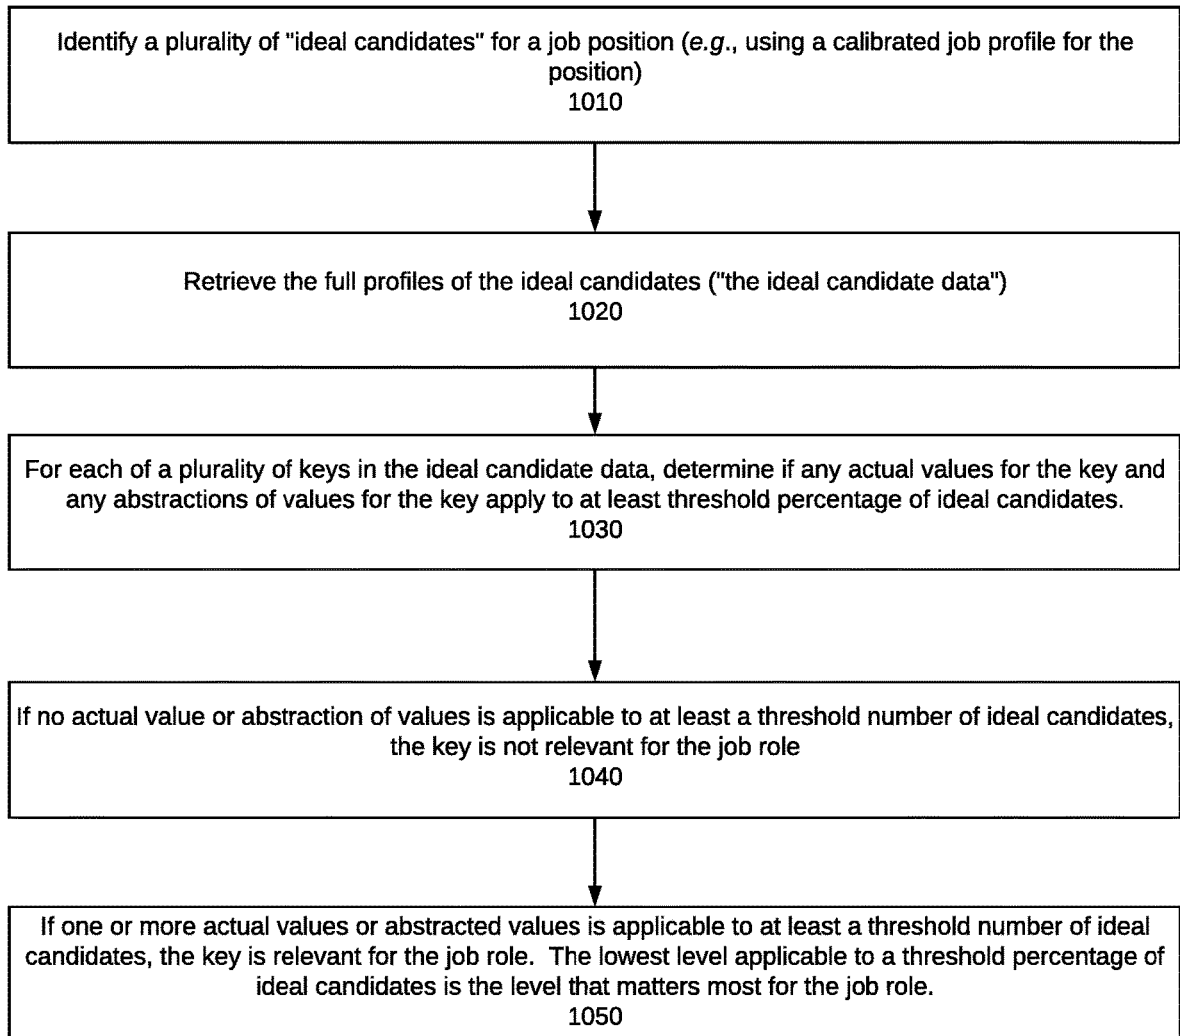 Identify a plurality of "ideal candidates" for a job position (e.g., using a calibrated job profile for the
position)
1010
Retrieve the full profiles of the ideal candidates ("the ideal candidate data")
1020
For each of a plurality of keys in the ideal candidate data, determine if any actual values for the key and
any abstractions of values for the key apply to at least threshold percentage of ideal candidates.
1030
If no actual value or abstraction of values is applicable to at least a threshold number of ideal candidates,
the key is not relevant for the job role
1040
If one or more actual values or abstracted values is applicable to at least a threshold number of ideal
candidates, the key is relevant for the job role.  The lowest level applicable to a threshold percentage of
ideal candidates is the level that matters most for the job role.
1050